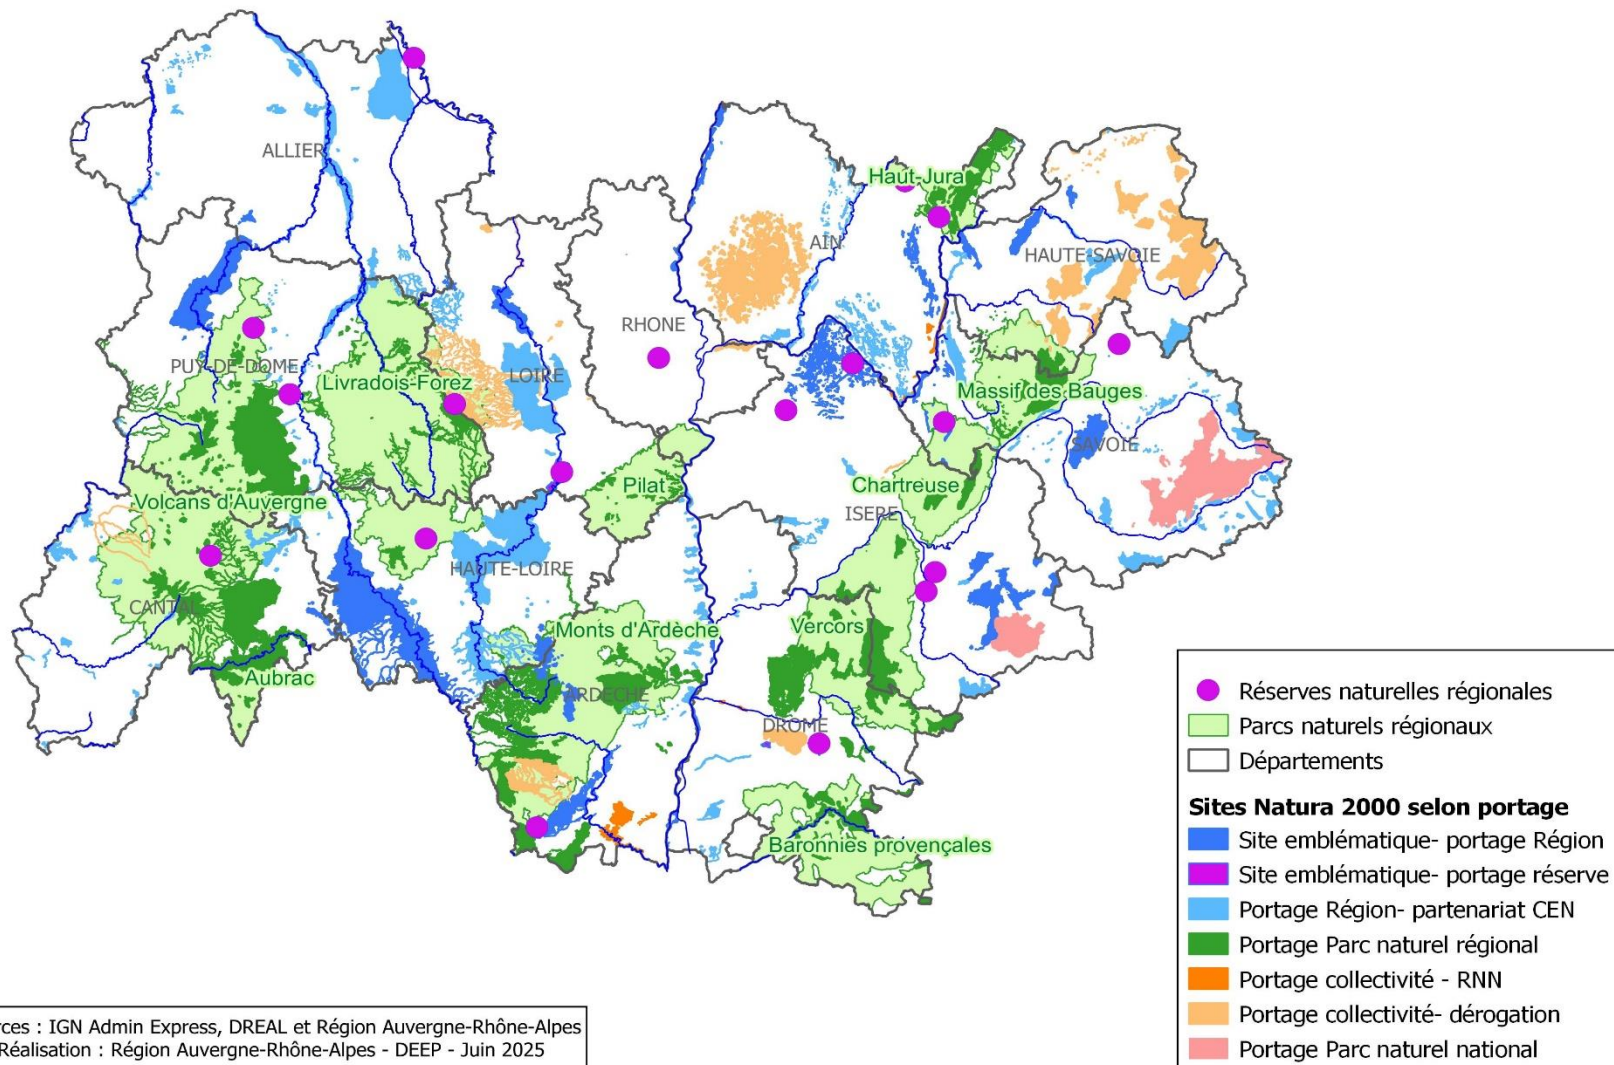 ALLIER
Haut-Jura
AIN
HAUTE-SAVOIE
RHONE
PUY-DE-DOME
LOIRE
Livradois-Forez
Massif des Bauges
SAVOIE
Volcans d'Auvergne
Pilat
Chartreuse
ISERE
HAUTE-LOIRE
CANTAL
Monts d'Ardèche
Vercors
Aubrac
ARDECHE
DROME
Baronnies provençales
Réserves naturelles régionales
Parcs naturels régionaux
Départements
Sites Natura 2000 selon portage
Site emblématique- portage Région
Site emblématique- portage réserve
Portage Région- partenariat CEN
Portage Parc naturel régional
Portage collectivité - RNN
Portage collectivité- dérogation
Portage Parc naturel national
rces : IGN Admin Express, DREAL et Région Auvergne-Rhône-Alpes
Réalisation : Région Auvergne-Rhône-Alpes - DEEP - Juin 2025